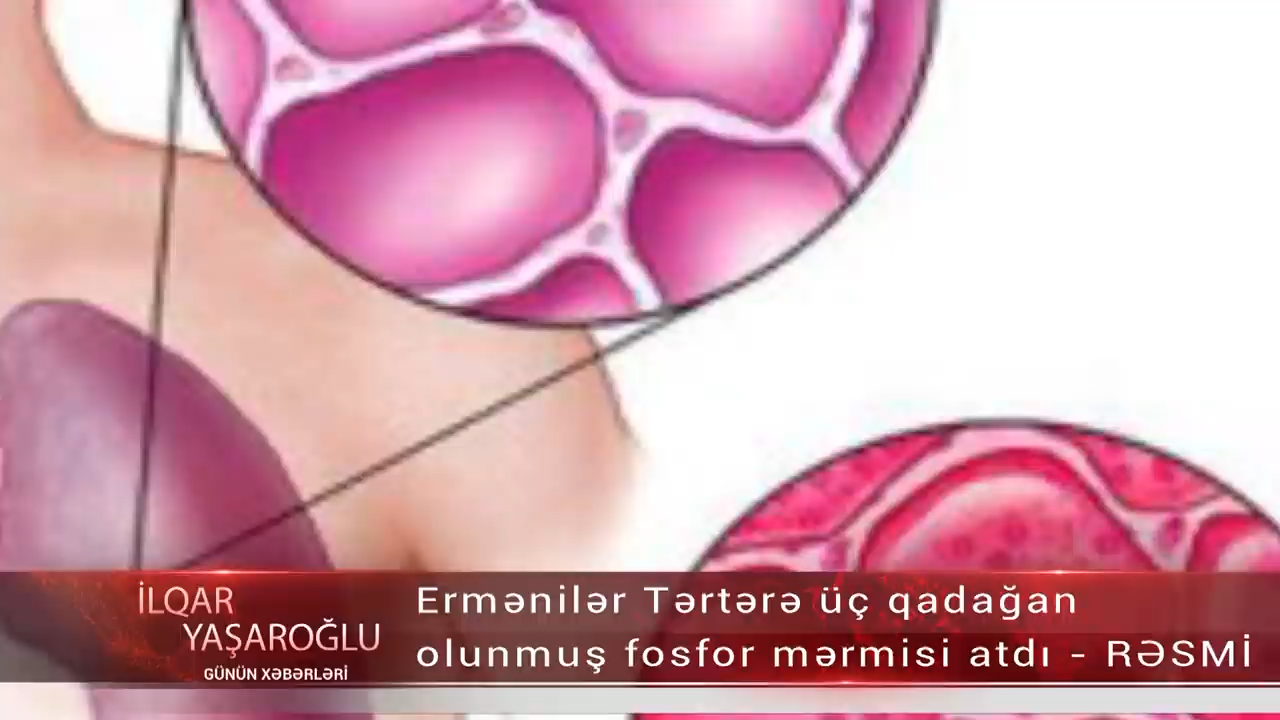 İLQAR
YAŞAROĞLU
GÜNÜN XƏBƏRLƏRİ
Ermənilər Tərtərə üç qadağan
olunmuş fosfor mərmisi atdı - RƏSMİ